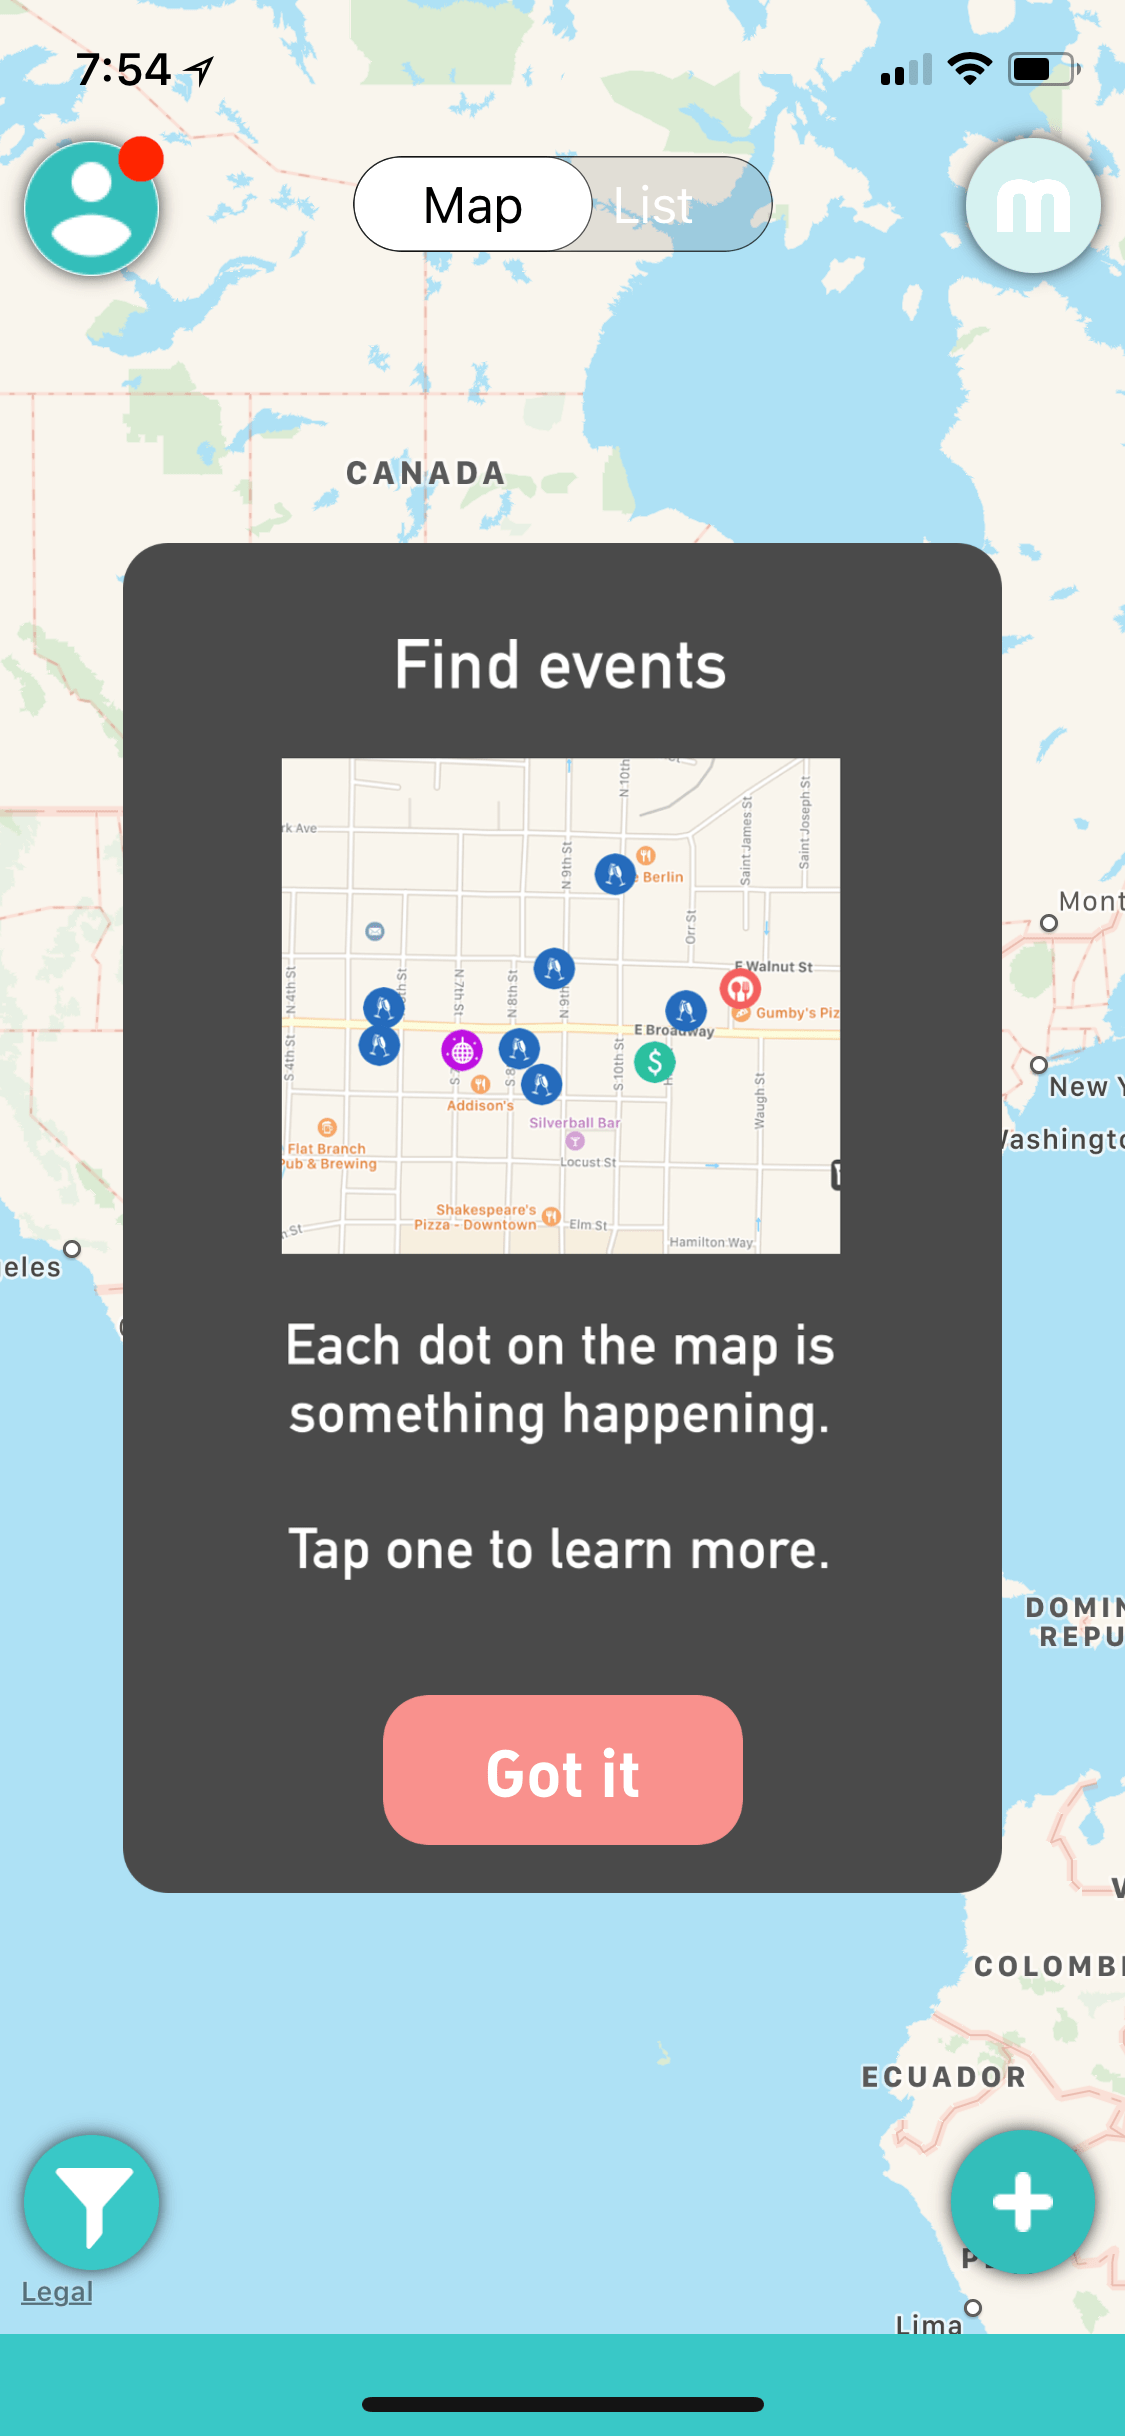 7:54
Map
List
m
CANADA
Find events
N 10th
rk Ave
Saint James St
Saint Joseph St
N 9th St
Berlin
Orr St
E Walnut St
N 4th St
N 7th St
N 8th St
N 9th
Gumby's Piz
E Broadway
S 4th St
S 10th St
Waugh St
Addison's
Silverball Bar
Flat Branch
Pub & Brewing
Locust St
Shakespeare's
Pizza - Downtown
Elm St
Hamilton Way
Mont
New Y
Washingto
eles
Each dot on the map is
something happening.
Tap one to learn more.
DOMIN
REPU
Got it
COLOMBI
ECUADOR
Legal
Lima